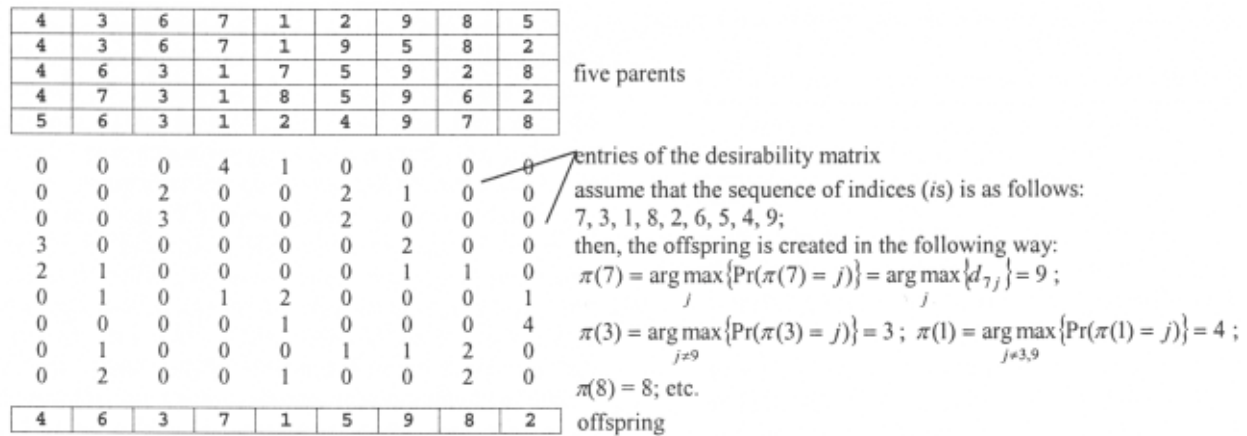 4 3 6 7 1 2 9 8 5
4 3 6 7 1 9 5 8 2
4 6 3 1 7 5 9 2 8
4 7 3 1 8 5 9 6 2
5 6 3 1 2 4 9 7 8
five parents
0 0 0 4 1 0 0 0 0
0 0 2 0 0 2 1 0 0
0 0 3 0 0 2 0 0 0
3 0 0 0 0 0 2 0 0
2 1 0 0 0 0 1 1 0
0 1 0 1 2 0 0 0 1
0 0 0 0 1 0 0 0 4
0 1 0 0 0 1 1 2 0
0 2 0 0 1 0 0 2 0
entries of the desirability matrix
assume that the sequence of indices (is) is as follows:
7, 3, 1, 8, 2, 6, 5, 4, 9;
then, the offspring is created in the following way:
π(7) = arg max_j {Pr(π(7) = j)} = arg max_j {d_{7j}} = 9 ;
π(3) = arg max_{j≠9} {Pr(π(3) = j)} = 3 ; π(1) = arg max_{j≠3,9} {Pr(π(1) = j)} = 4 ;
π(8) = 8; etc.
4 6 3 7 1 5 9 8 2
offspring